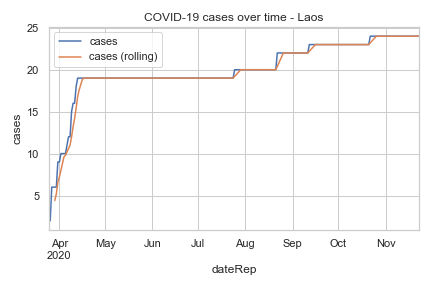 COVID-19 cases over time - Laos
cases
cases (rolling)
25
20
15
10
5
cases
Apr May Jun Jul Aug Sep Oct Nov
2020
dateRep